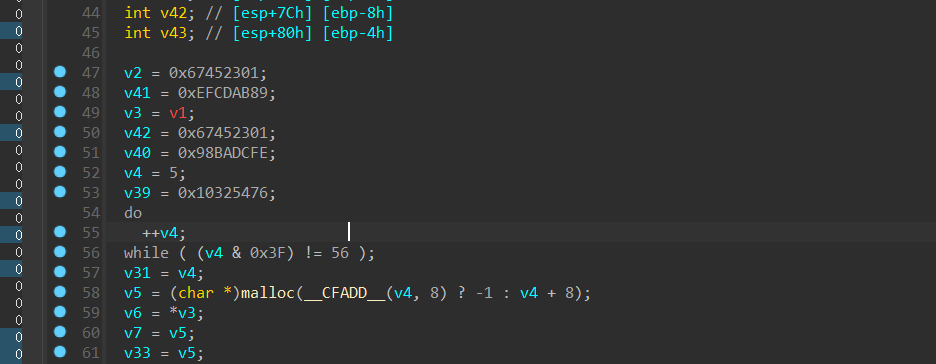 0
0 44 int v42; // [esp+7Ch] [ebp-8h]
0 45 int v43; // [esp+80h] [ebp-4h]
0 46
0 47 v2 = 0x67452301;
0 48 v41 = 0xEFCDAB89;
0 49 v3 = v1;
0 50 v42 = 0x67452301;
0 51 v40 = 0x98BADCFE;
0 52 v4 = 5;
0 53 v39 = 0x10325476;
0 54 do
0 55 ++v4;
0 56 while ( (v4 & 0x3F) != 56 );
0 57 v31 = v4;
0 58 v5 = (char *)malloc(__CFADD__(v4, 8) ? -1 : v4 + 8);
0 59 v6 = *v3;
0 60 v7 = v5;
0 61 v33 = v5;